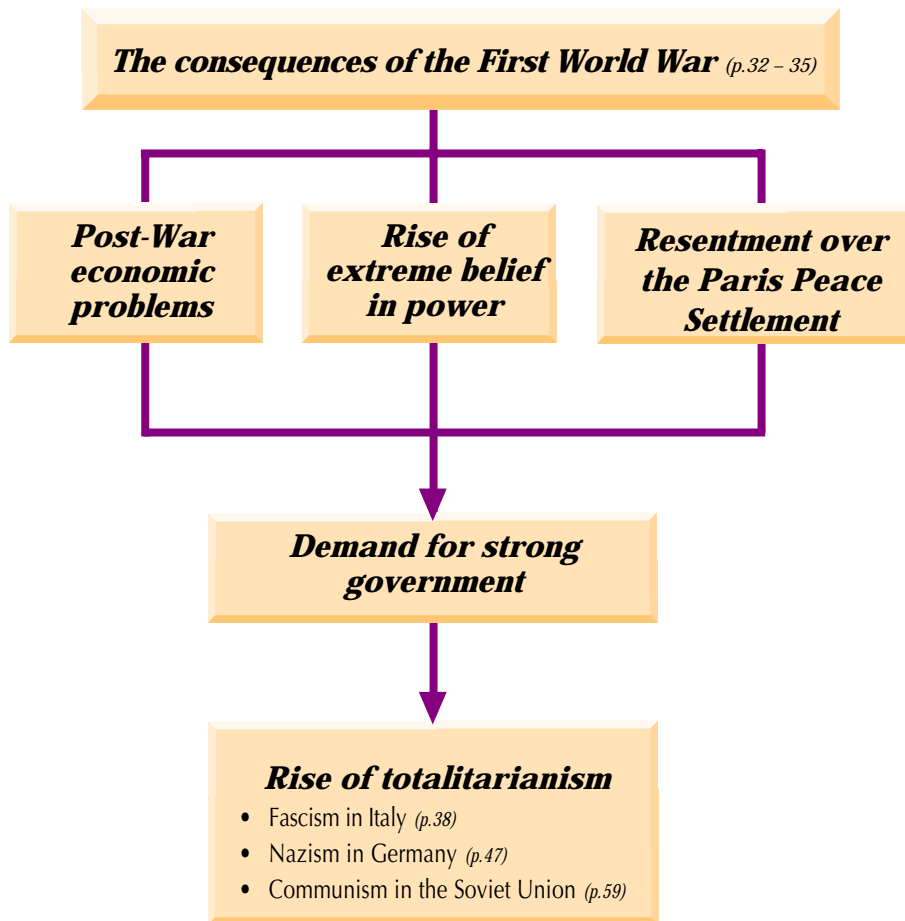 The consequences of the First World War (p.32 – 35)
Post-War
economic
problems
Rise of
extreme belief
in power
Resentment over
the Paris Peace
Settlement
Demand for strong
government
Rise of totalitarianism
• Fascism in Italy (p.38)
• Nazism in Germany (p.47)
• Communism in the Soviet Union (p.59)